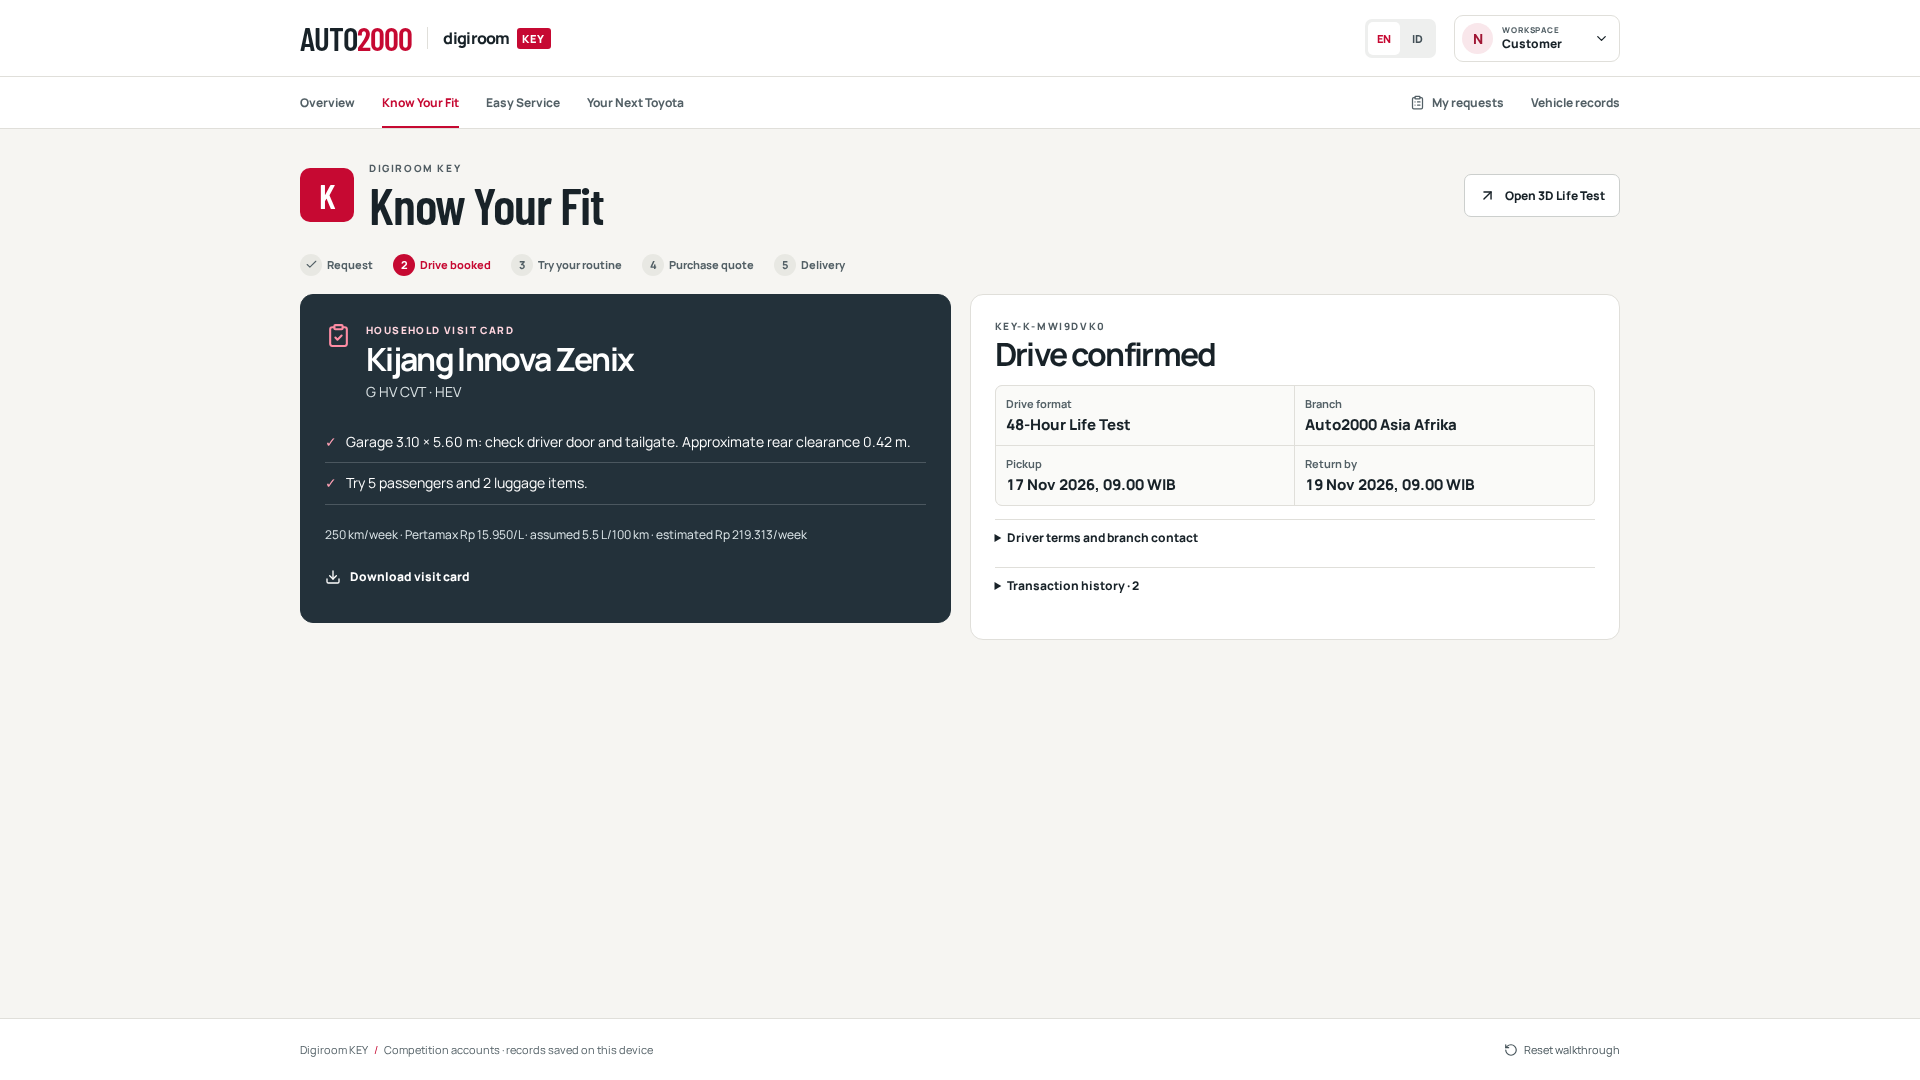 AUTO2000
digiroom KEY
EN ID
N
WORKSPACE
Customer
Overview
Know Your Fit
Easy Service
Your Next Toyota
My requests
Vehicle records
K
DIGIROOM KEY
Know Your Fit
Open 3D Life Test
Request
2 Drive booked
3 Try your routine
4 Purchase quote
5 Delivery
HOUSEHOLD VISIT CARD
Kijang Innova Zenix
G HV CVT · HEV
✓ Garage 3.10 × 5.60 m: check driver door and tailgate. Approximate rear clearance 0.42 m.
✓ Try 5 passengers and 2 luggage items.
250 km/week · Pertamax Rp 15.950/L · assumed 5.5 L/100 km · estimated Rp 219.313/week
Download visit card
KEY-K-MWI9DVK0
Drive confirmed
Drive format
48-Hour Life Test
Branch
Auto2000 Asia Afrika
Pickup
17 Nov 2026, 09.00 WIB
Return by
19 Nov 2026, 09.00 WIB
Driver terms and branch contact
Transaction history · 2
Digiroom KEY / Competition accounts · records saved on this device
Reset walkthrough